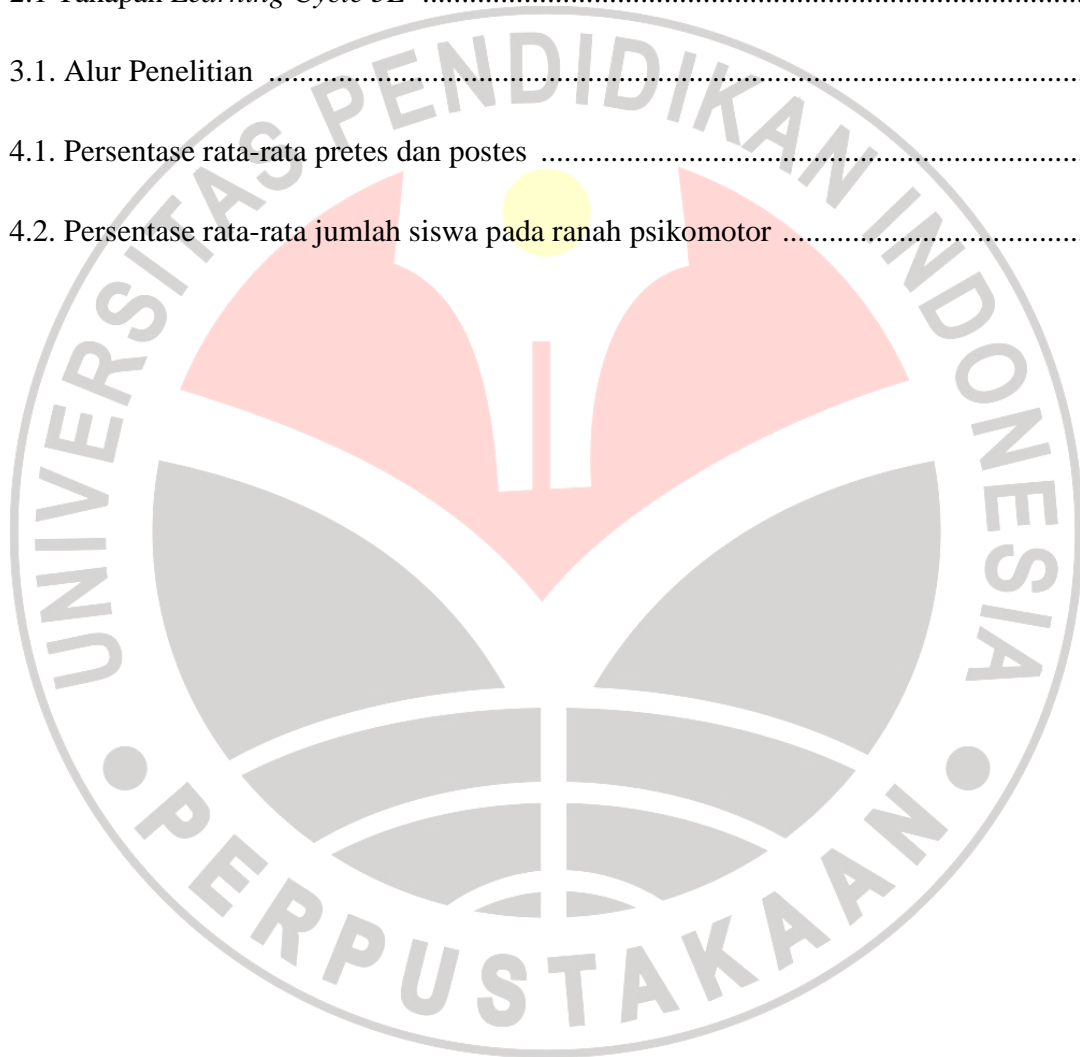 2.1 Tahapan Learning Cycle 5E ........................................................................
3.1. Alur Penelitian ........................................................................
4.1. Persentase rata-rata pretes dan postes ........................................................................
4.2. Persentase rata-rata jumlah siswa pada ranah psikomotor ........................................
UNIVERSITAS PENDIDIKAN INDONESIA
PERPUSTAKAAN